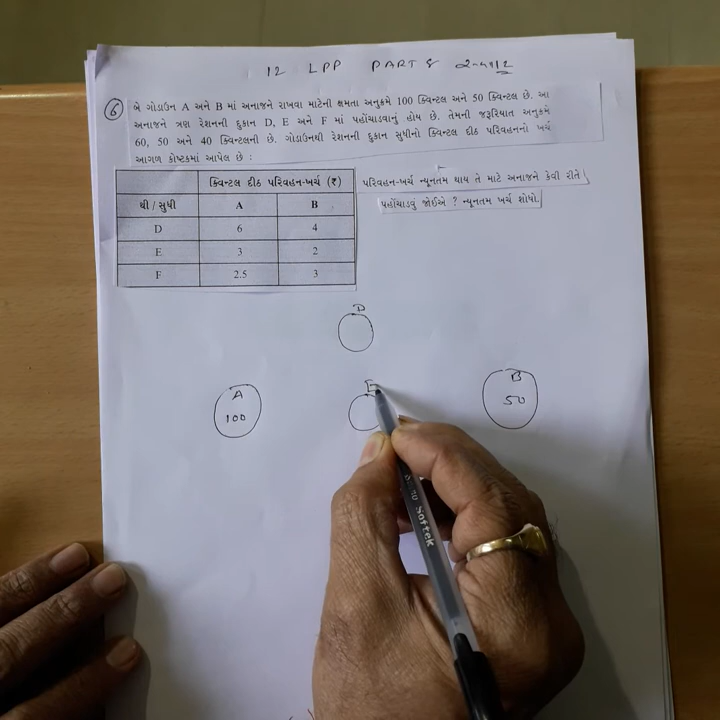 12 LPP PART 8 2-4112
6 બે ગોડાઉન A અને B માં અનાજને રાખવા માટેની ક્ષમતા અનુક્રમે 100 ક્વિન્ટલ અને 50 ક્વિન્ટલ છે. આ
અનાજને ત્રણ રેશનની દુકાન D, E અને F માં પહોંચાડવાનું હોય છે. તેમની જરૂરિયાત અનુક્રમે
60, 50 અને 40 ક્વિન્ટલની છે. ગોડાઉનથી રેશનની દુકાન સુધીનો ક્વિન્ટલ દીઠ પરિવહનનો ખર્ચ
આગળ કોષ્ટકમાં આપેલ છે :
ક્વિન્ટલ દીઠ પરિવહન-ખર્ચ (₹)
થી / સુધી A B
D 6 4
E 3 2
F 2.5 3
પરિવહન-ખર્ચ ન્યૂનતમ થાય તે માટે અનાજને કેવી રીતે
પહોંચાડવું જોઈએ ? ન્યૂનતમ ખર્ચ શોધો.
D
A
100
E
B
50
Softek